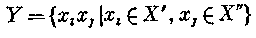 Y = {x_i x_j | x_i ∈ X′, x_j ∈ X″}